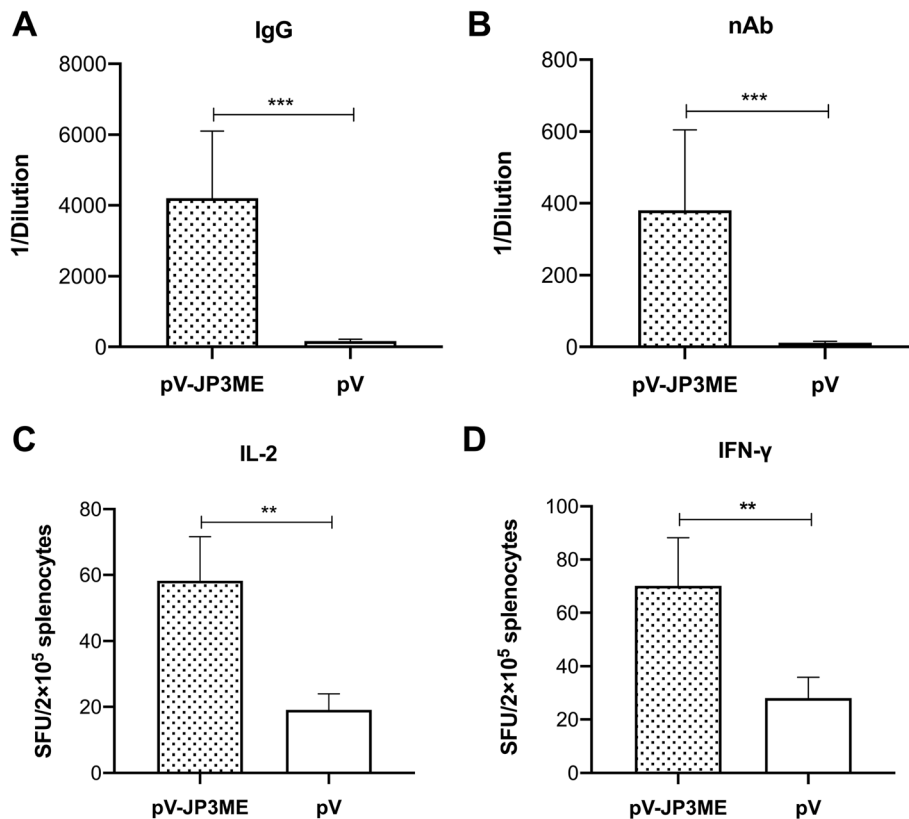 A
IgG
1/Dilution
8000
6000
4000
2000
0
***
pV-JP3ME
pV
B
nAb
1/Dilution
800
600
400
200
0
***
pV-JP3ME
pV
C
IL-2
SFU/2×10⁵ splenocytes
80
60
40
20
0
**
pV-JP3ME
pV
D
IFN-γ
SFU/2×10⁵ splenocytes
100
80
60
40
20
0
**
pV-JP3ME
pV